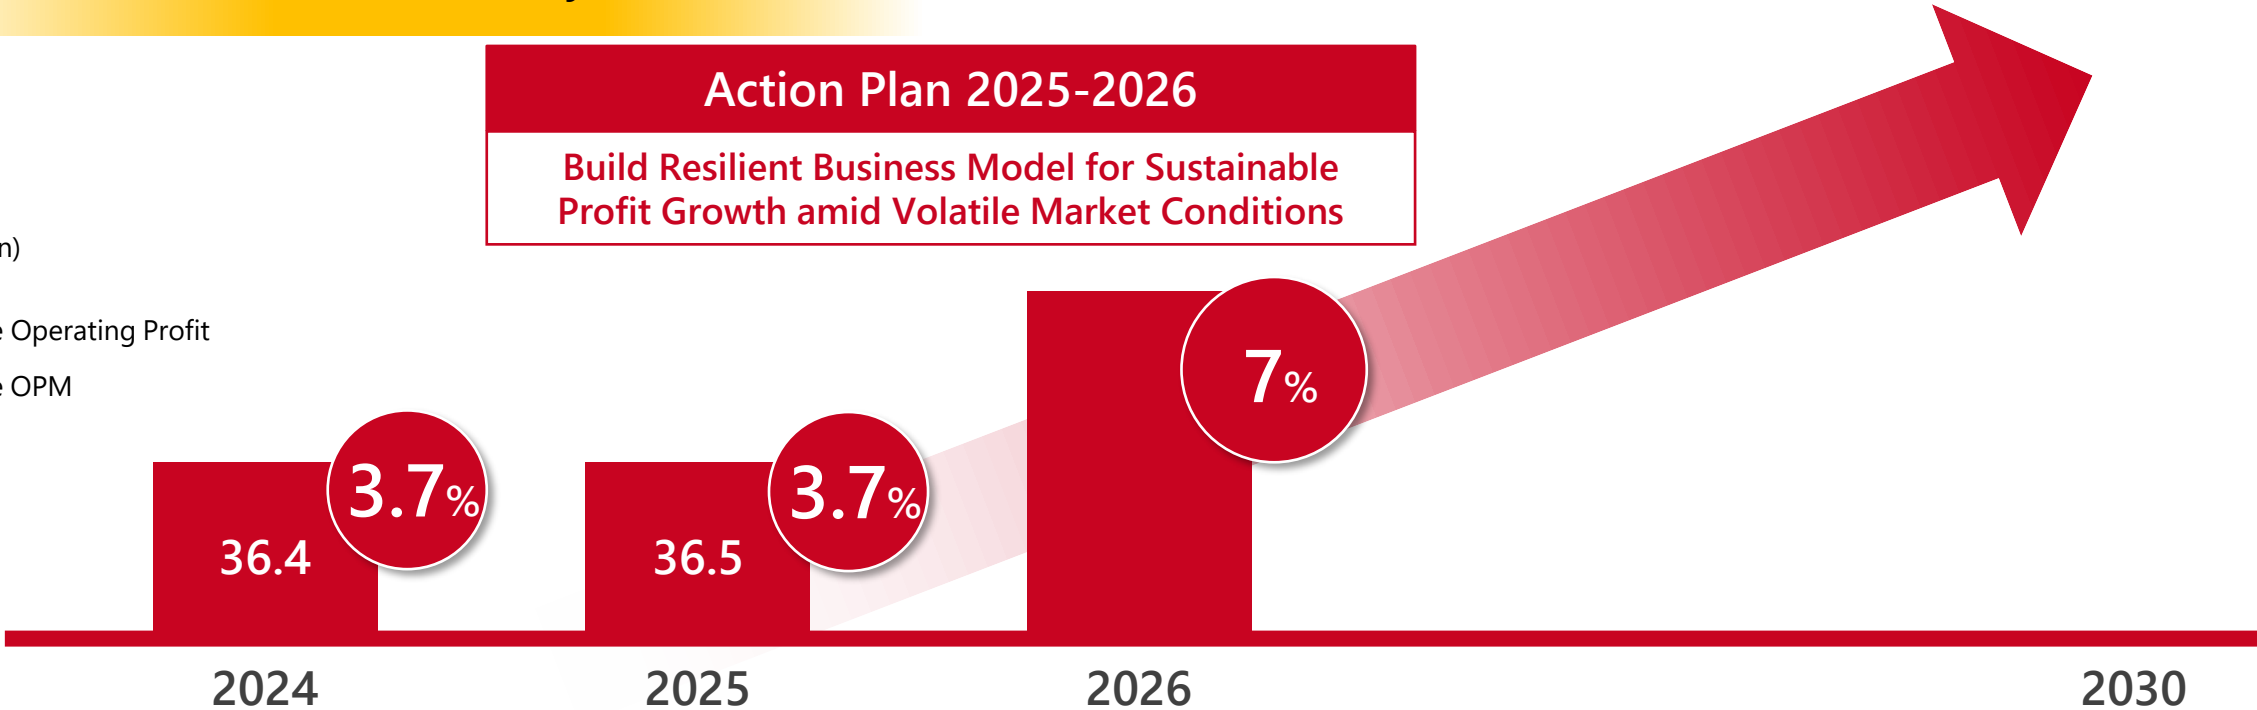 Action Plan 2025-2026
Build Resilient Business Model for Sustainable
Profit Growth amid Volatile Market Conditions
Operating Profit
OPM
7%
3.7%
3.7%
36.4
36.5
2024
2025
2026
2030